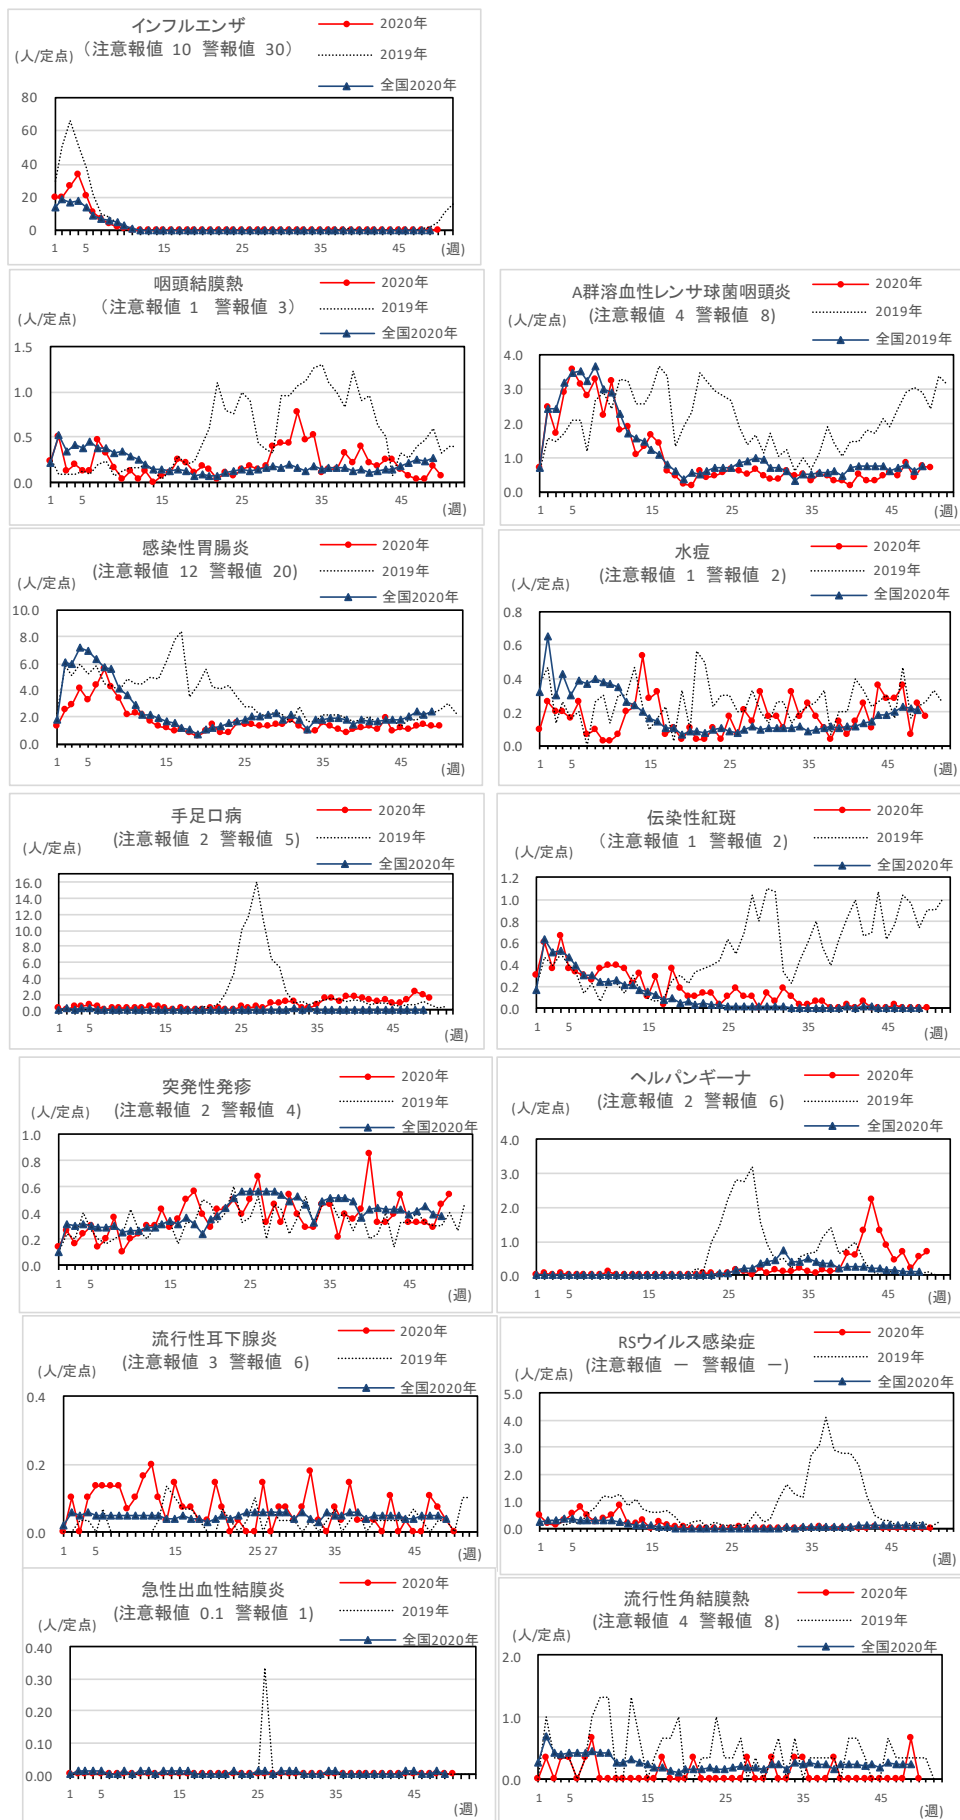 インフルエンザ
（注意報値 10 警報値 30）
(人/定点)
2020年
2019年
全国2020年
80
60
40
20
0
1 5 15 25 35 45 (週)
咽頭結膜熱
（注意報値 1 警報値 3）
(人/定点)
2020年
2019年
全国2020年
1.5
1.0
0.5
0.0
1 5 15 25 35 45 (週)
A群溶血性レンサ球菌咽頭炎
(注意報値 4 警報値 8)
(人/定点)
2020年
2019年
全国2019年
4.0
3.0
2.0
1.0
0.0
1 5 15 25 35 45 (週)
感染性胃腸炎
(注意報値 12 警報値 20)
(人/定点)
2020年
2019年
全国2020年
10.0
8.0
6.0
4.0
2.0
0.0
1 5 15 25 35 45 (週)
水痘
(注意報値 1 警報値 2)
(人/定点)
2020年
2019年
全国2020年
0.8
0.6
0.4
0.2
0.0
1 5 15 25 35 45 (週)
手足口病
(注意報値 2 警報値 5)
(人/定点)
2020年
2019年
全国2020年
16.0
14.0
12.0
10.0
8.0
6.0
4.0
2.0
0.0
1 5 15 25 35 45 (週)
伝染性紅斑
（注意報値 1 警報値 2)
(人/定点)
2020年
2019年
全国2020年
1.2
1.0
0.8
0.6
0.4
0.2
0.0
1 5 15 25 35 45 (週)
突発性発疹
(注意報値 2 警報値 4)
(人/定点)
2020年
2019年
全国2020年
1.0
0.8
0.6
0.4
0.2
0.0
1 5 15 25 35 45 (週)
ヘルパンギーナ
(注意報値 2 警報値 6)
(人/定点)
2020年
2019年
全国2020年
4.0
3.0
2.0
1.0
0.0
1 5 15 25 35 45 (週)
流行性耳下腺炎
(注意報値 3 警報値 6)
(人/定点)
2020年
2019年
全国2020年
0.4
0.2
0.0
1 5 15 25 27 35 45 (週)
RSウイルス感染症
(注意報値 ー 警報値 ー)
(人/定点)
2020年
2019年
全国2020年
5.0
4.0
3.0
2.0
1.0
0.0
1 5 15 25 35 45 (週)
急性出血性結膜炎
(注意報値 0.1 警報値 1)
(人/定点)
2020年
2019年
全国2020年
0.40
0.30
0.20
0.10
0.00
1 5 15 25 35 45 (週)
流行性角結膜熱
(注意報値 4 警報値 8)
(人/定点)
2020年
2019年
全国2020年
2.0
1.0
0.0
1 5 15 25 35 45 (週)